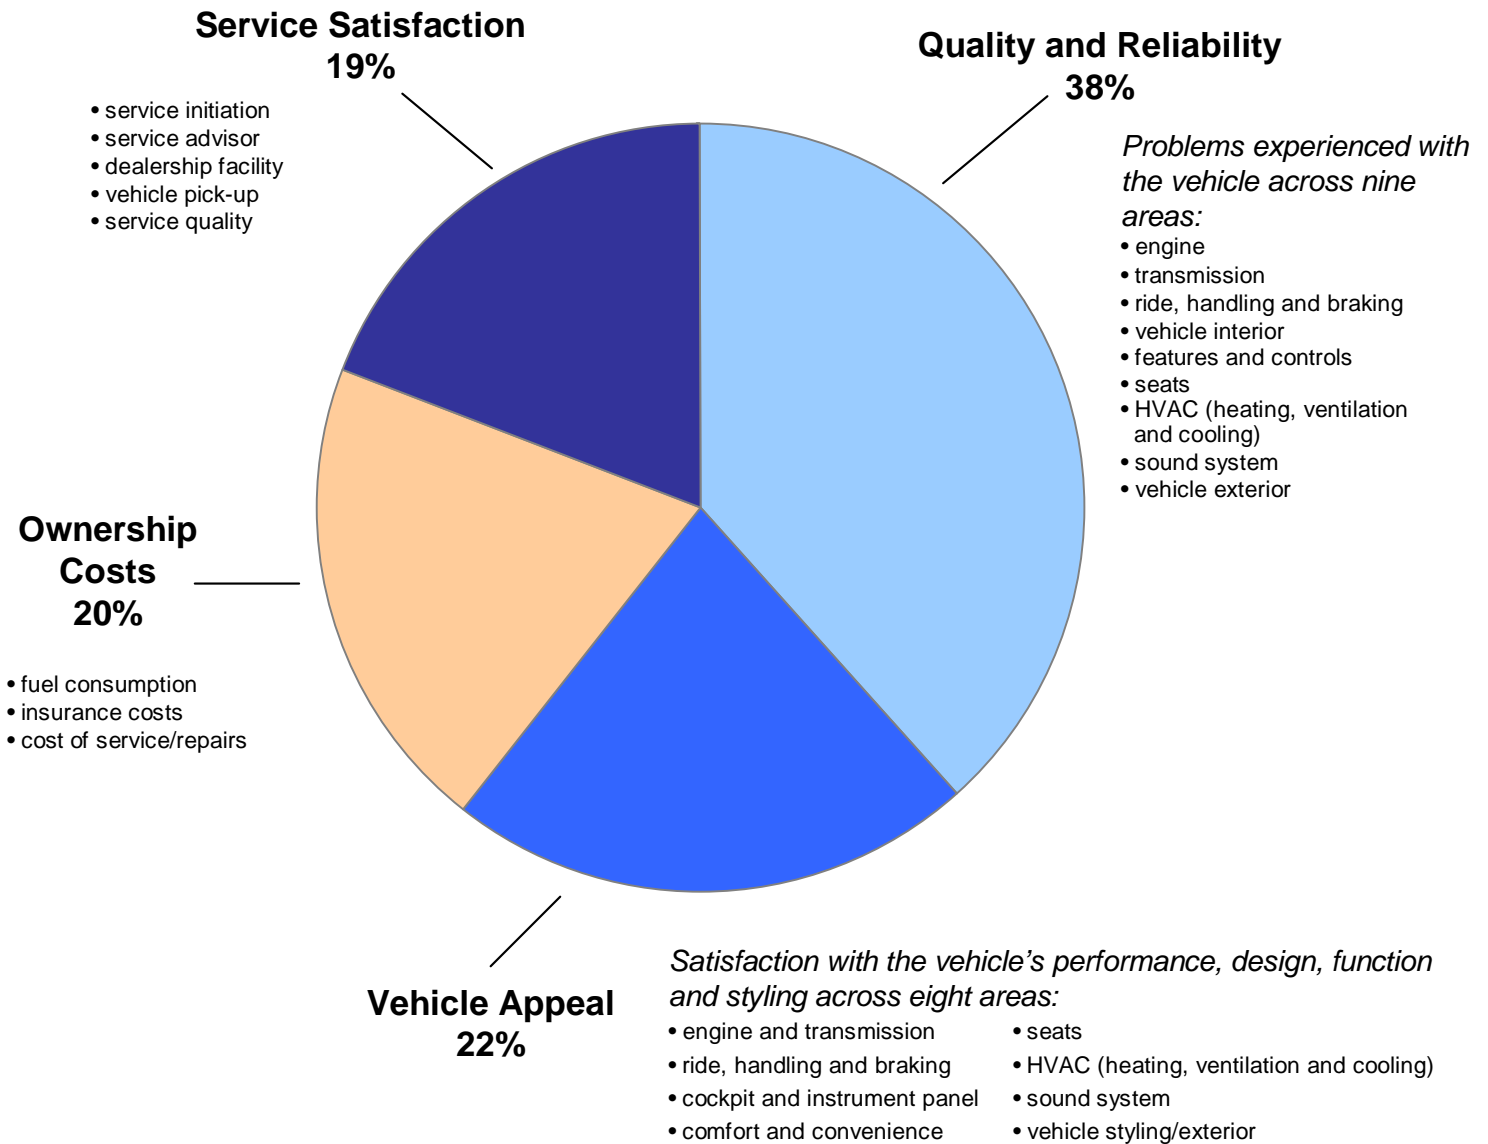 Service Satisfaction
19%
• service initiation
• service advisor
• dealership facility
• vehicle pick-up
• service quality
Quality and Reliability
38%
Problems experienced with
the vehicle across nine
areas:
• engine
• transmission
• ride, handling and braking
• vehicle interior
• features and controls
• seats
• HVAC (heating, ventilation
and cooling)
• sound system
• vehicle exterior
Ownership
Costs
20%
• fuel consumption
• insurance costs
• cost of service/repairs
Vehicle Appeal
22%
Satisfaction with the vehicle’s performance, design, function
and styling across eight areas:
• engine and transmission
• ride, handling and braking
• cockpit and instrument panel
• comfort and convenience
• seats
• HVAC (heating, ventilation and cooling)
• sound system
• vehicle styling/exterior